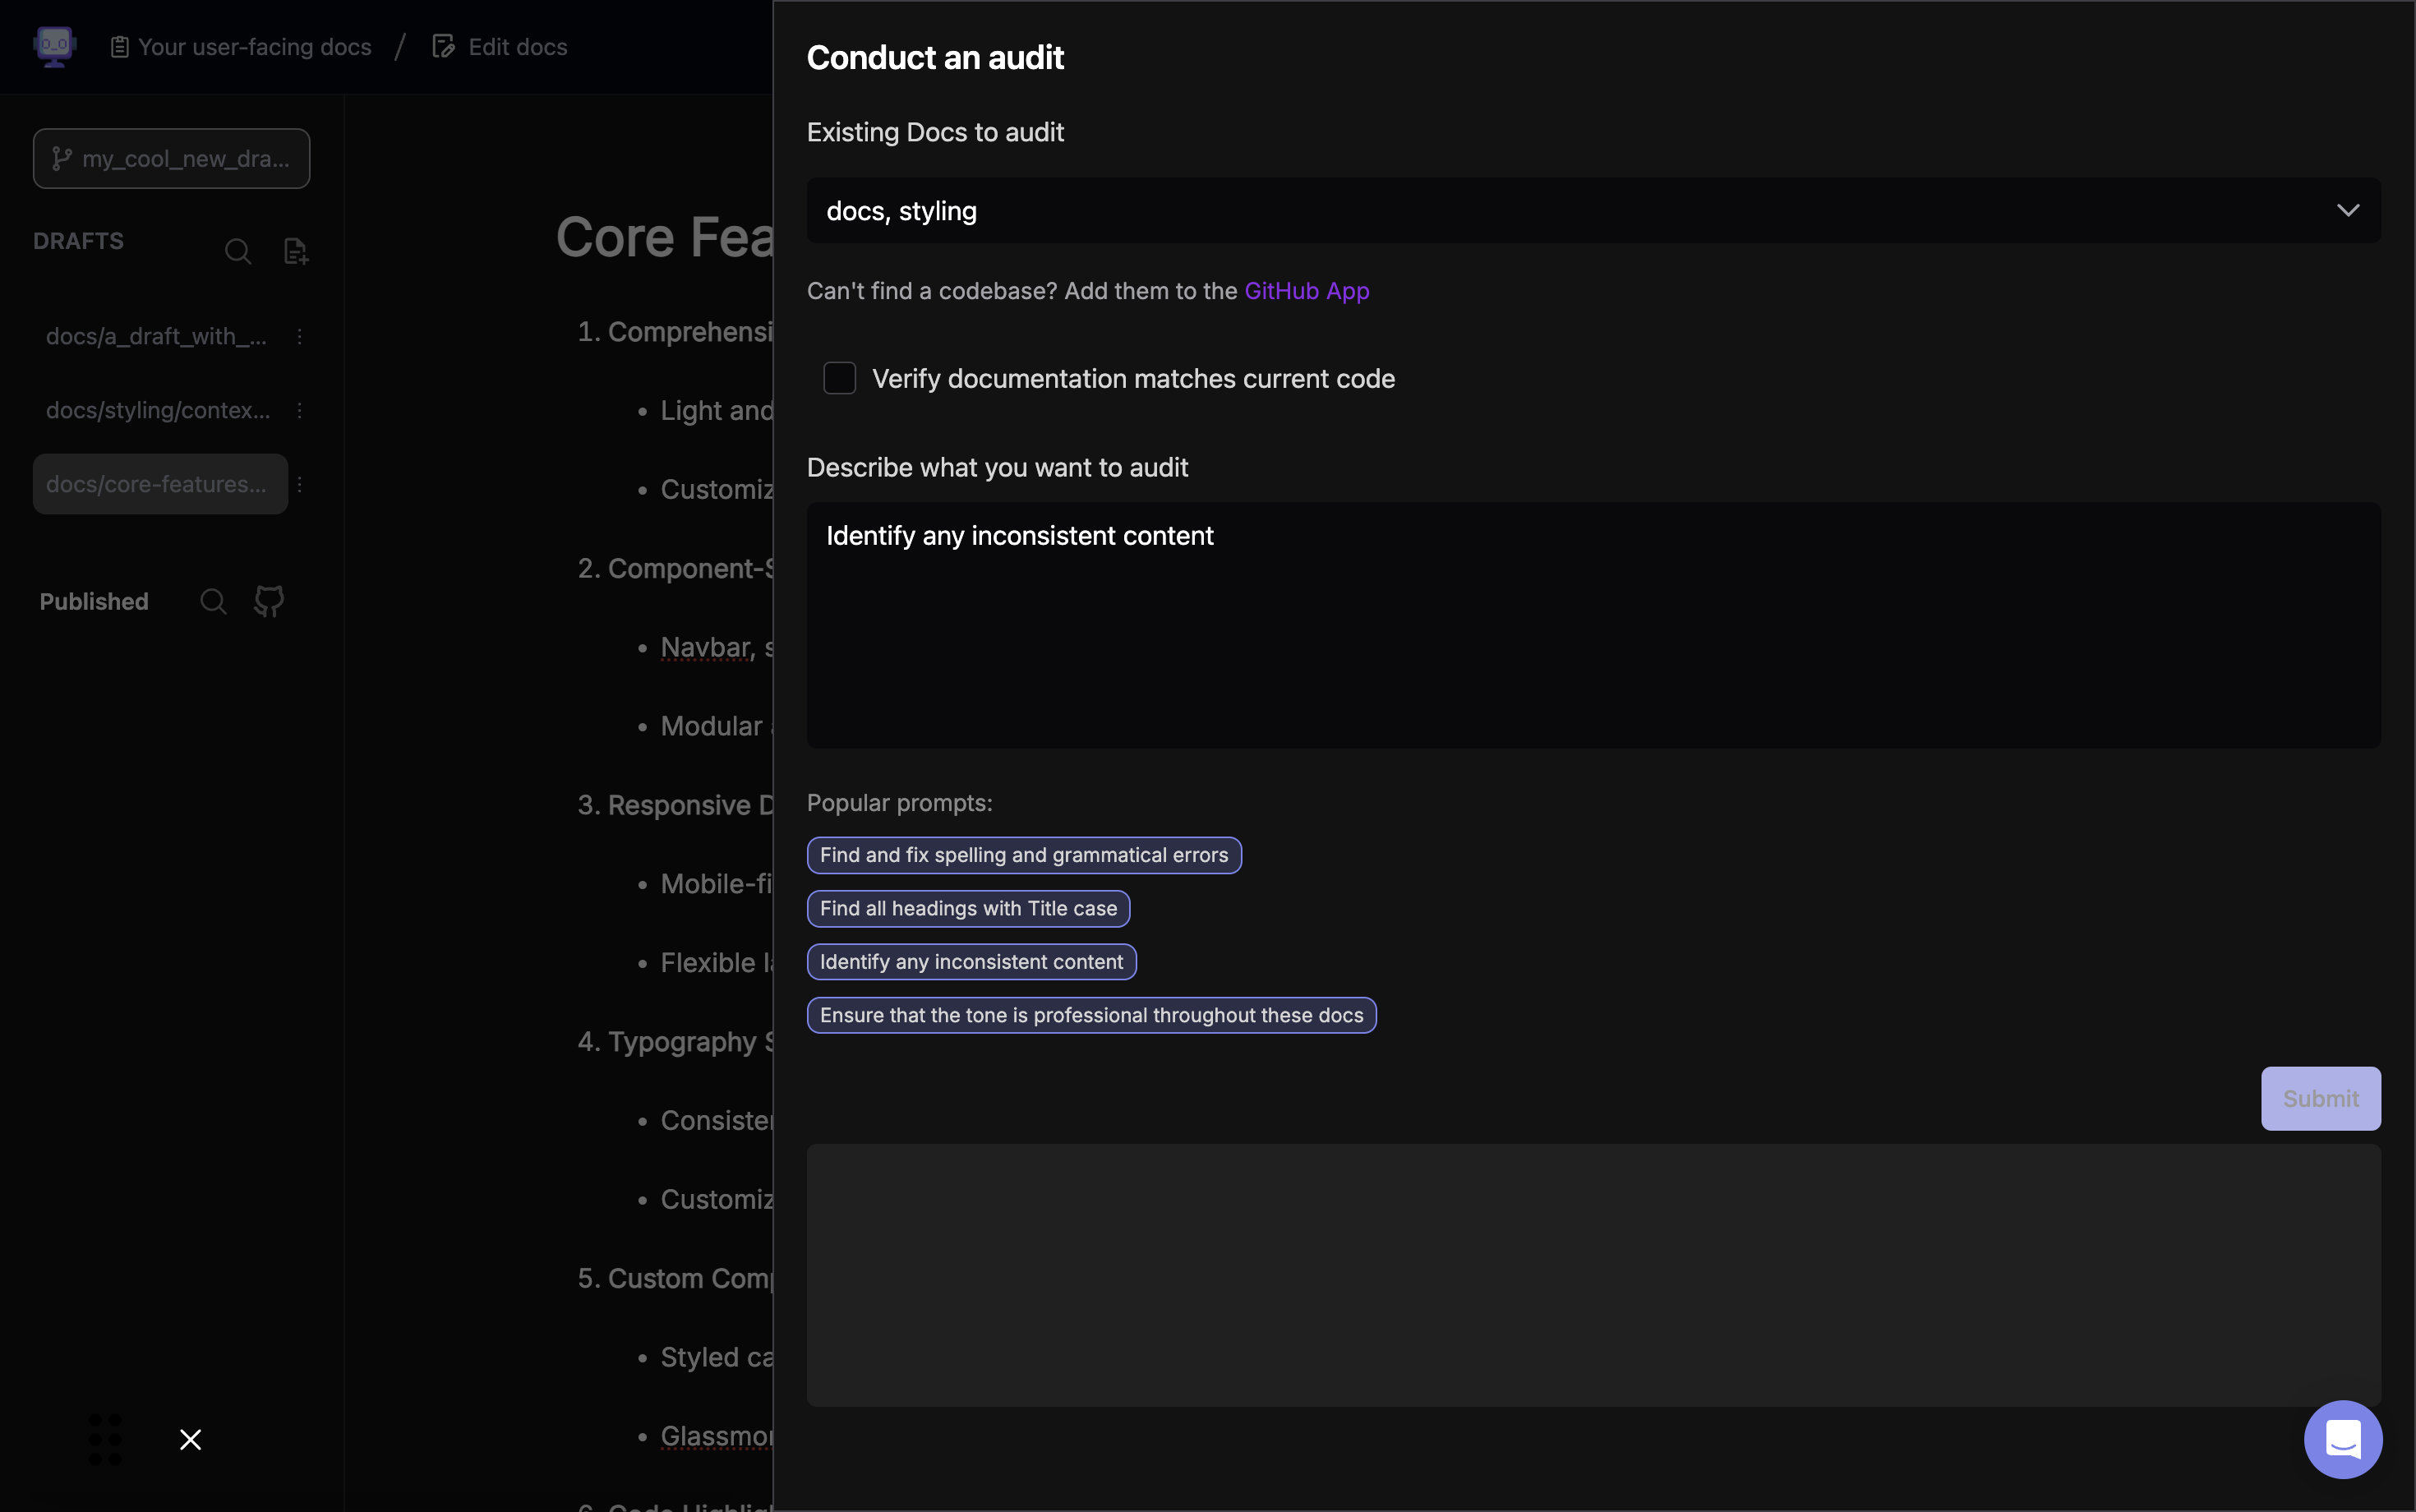 Your user-facing docs / Edit docs
my_cool_new_dra...
DRAFTS
docs/a_draft_with_...
docs/styling/contex...
docs/core-features...
Published
Core Fea
1. Comprehensi
• Light and
• Customiz
2. Component-S
• Navbar, s
• Modular
3. Responsive D
• Mobile-fi
• Flexible la
4. Typography S
• Consister
• Customiz
5. Custom Comp
• Styled ca
• Glassmor
6. Code Highlig
Conduct an audit
Existing Docs to audit
docs, styling
Can't find a codebase? Add them to the GitHub App
Verify documentation matches current code
Describe what you want to audit
Identify any inconsistent content
Popular prompts:
Find and fix spelling and grammatical errors
Find all headings with Title case
Identify any inconsistent content
Ensure that the tone is professional throughout these docs
Submit